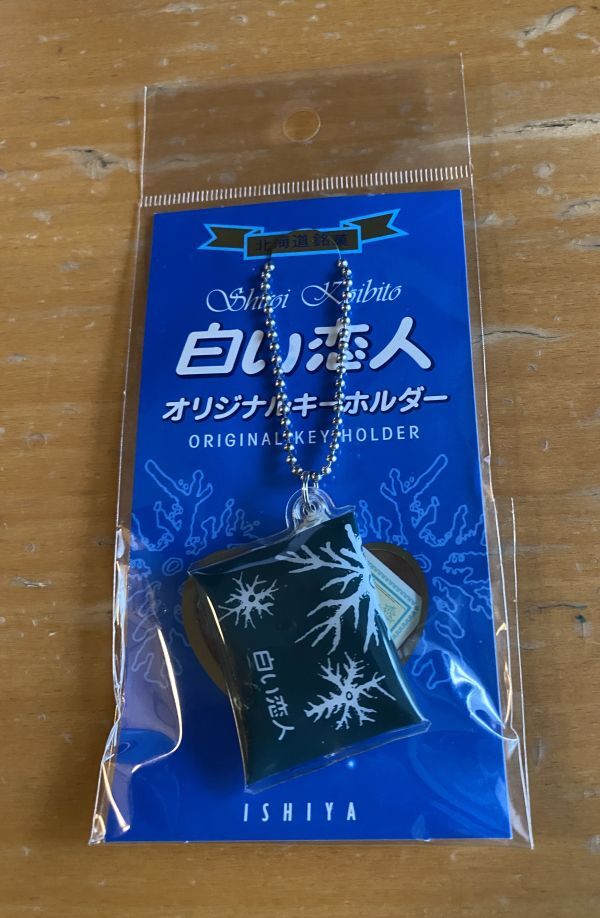 北海道銘菓
Shiroi Koibito
白い恋人
オリジナルキーホルダー
ORIGINAL KEY HOLDER
白い恋人
ISHIYA